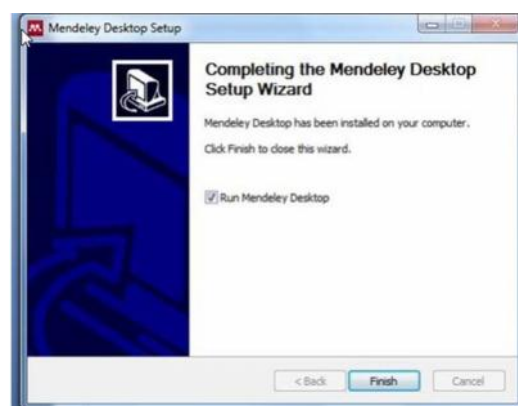 Mendeley Desktop Setup
Completing the Mendeley Desktop
Setup Wizard
Mendeley Desktop has been installed on your computer.
Click Finish to close this wizard.
Run Mendeley Desktop
< Back
Finish
Cancel